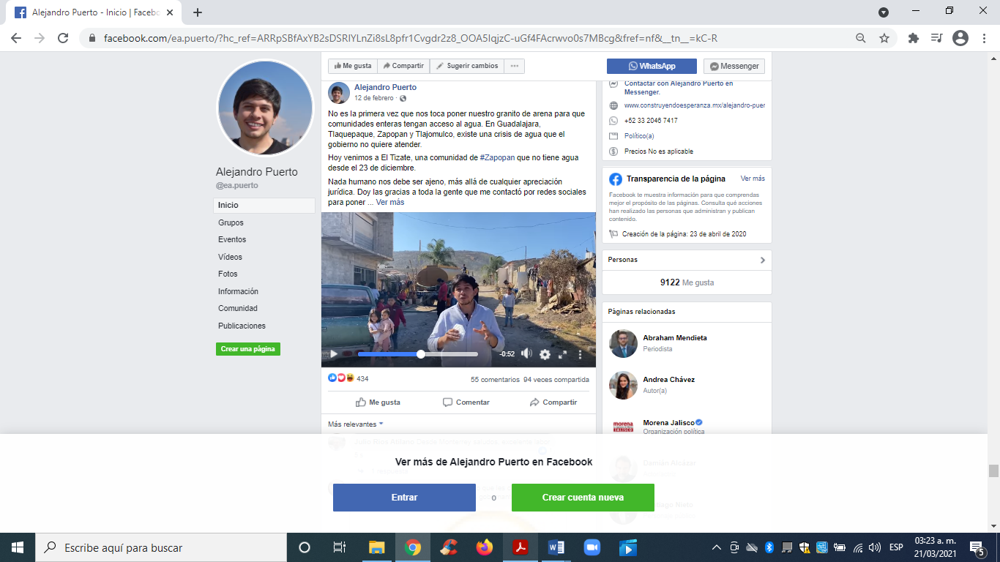 Alejandro Puerto - Inicio | Facebo
facebook.com/ea.puerto/?hc_ref=ARRpSBfAxYB2sDSRIYLnZi8sL8pfr1Cvgdr2z8_OOA5IqjzC-uGf4FAcrwvo0s7MBcg&fref=nf&__tn__=kC-R
Alejandro Puerto
@ea.puerto
Inicio
Grupos
Eventos
Vídeos
Fotos
Información
Comunidad
Publicaciones
Crear una página
Me gusta Compartir Sugerir cambios ...
WhatsApp Messenger
Alejandro Puerto
12 de febrero ·
No es la primera vez que nos toca poner nuestro granito de arena para que
comunidades enteras tengan acceso al agua. En Guadalajara,
Tlaquepaque, Zapopan y Tlajomulco, existe una crisis de agua que el
gobierno no quiere atender.
Hoy venimos a El Tizate, una comunidad de #Zapopan que no tiene agua
desde el 23 de diciembre.
Nada humano nos debe ser ajeno, más allá de cualquier apreciación
jurídica. Doy las gracias a toda la gente que me contactó por redes sociales
para poner ... Ver más
-0:52
434
55 comentarios 94 veces compartida
Me gusta Comentar Compartir
Más relevantes
Contactar con Alejandro Puerto en
Messenger.
www.construyendoesperanza.mx/alejandro-puer
+52 33 2046 7417
Político(a)
Precios No es aplicable
Transparencia de la página Ver más
Facebook te muestra información para que comprendas
mejor el propósito de las páginas. Consulta qué acciones
han realizado las personas que administran y publican
contenido.
Creación de la página: 23 de abril de 2020
Personas
9122 Me gusta
Páginas relacionadas
Abraham Mendieta
Periodista
Andrea Chávez
Autor(a)
morena
JALISCO
Morena Jalisco
Organización política
Damián Alcázar
Ver más de Alejandro Puerto en Facebook
Entrar o Crear cuenta nueva
Escribe aquí para buscar
ESP
03:23 a. m.
21/03/2021
5